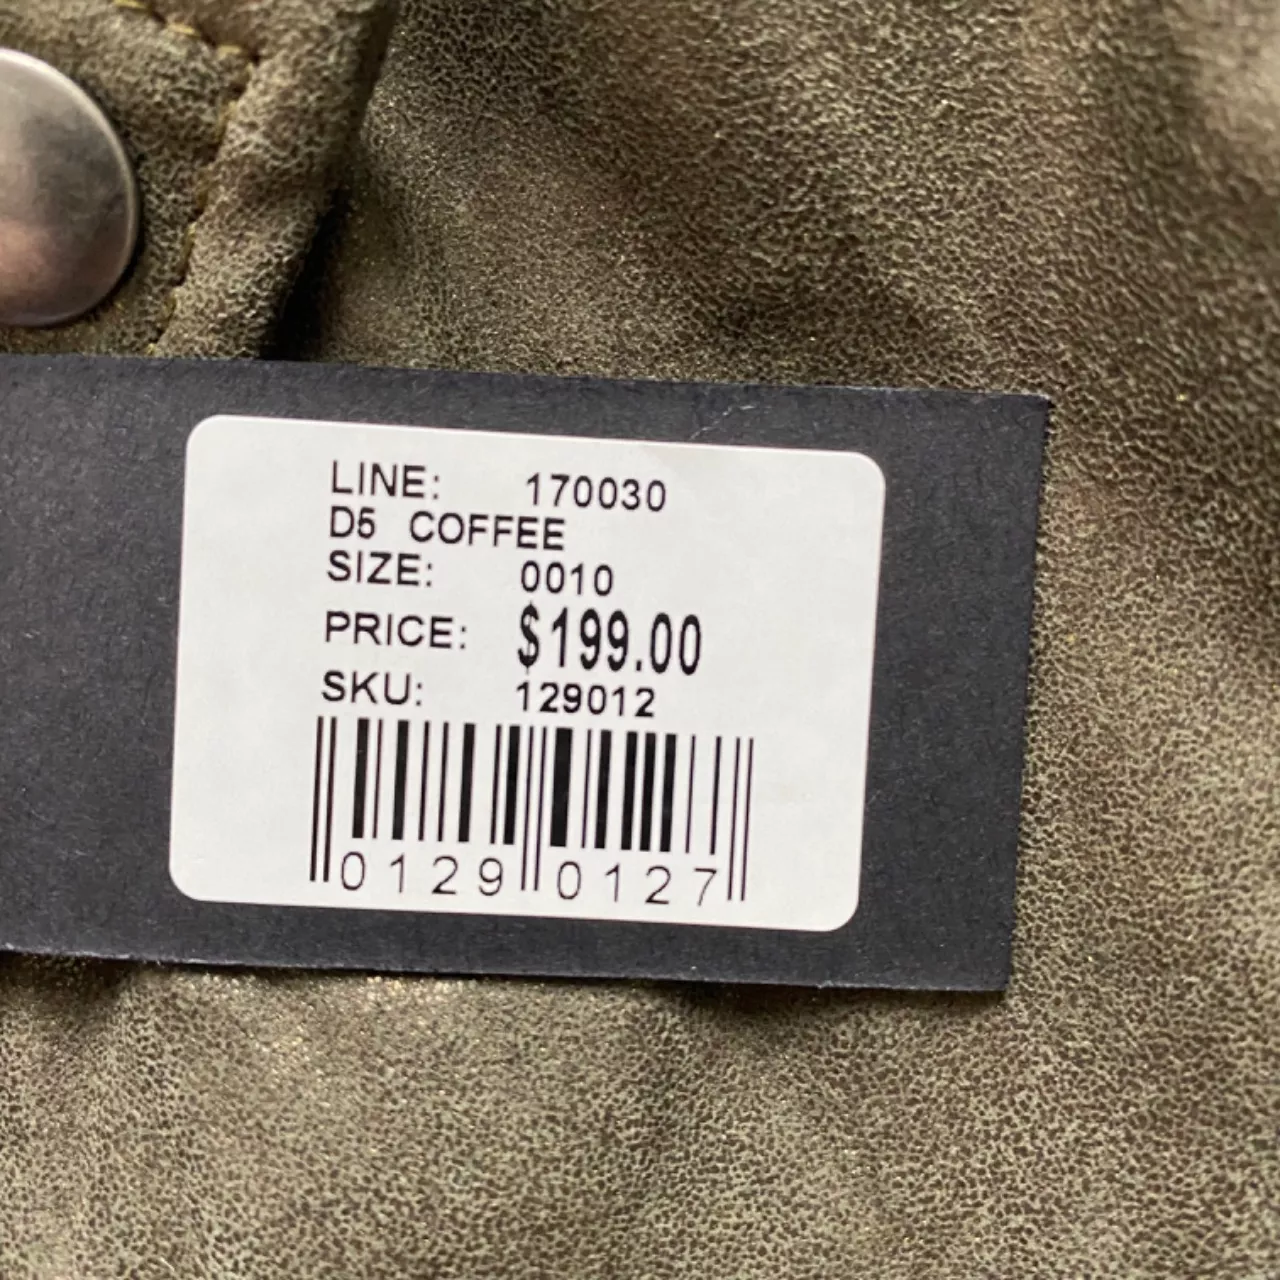 LINE: 170030
D5 COFFEE
SIZE: 0010
PRICE: $199.00
SKU: 129012
0129 0127